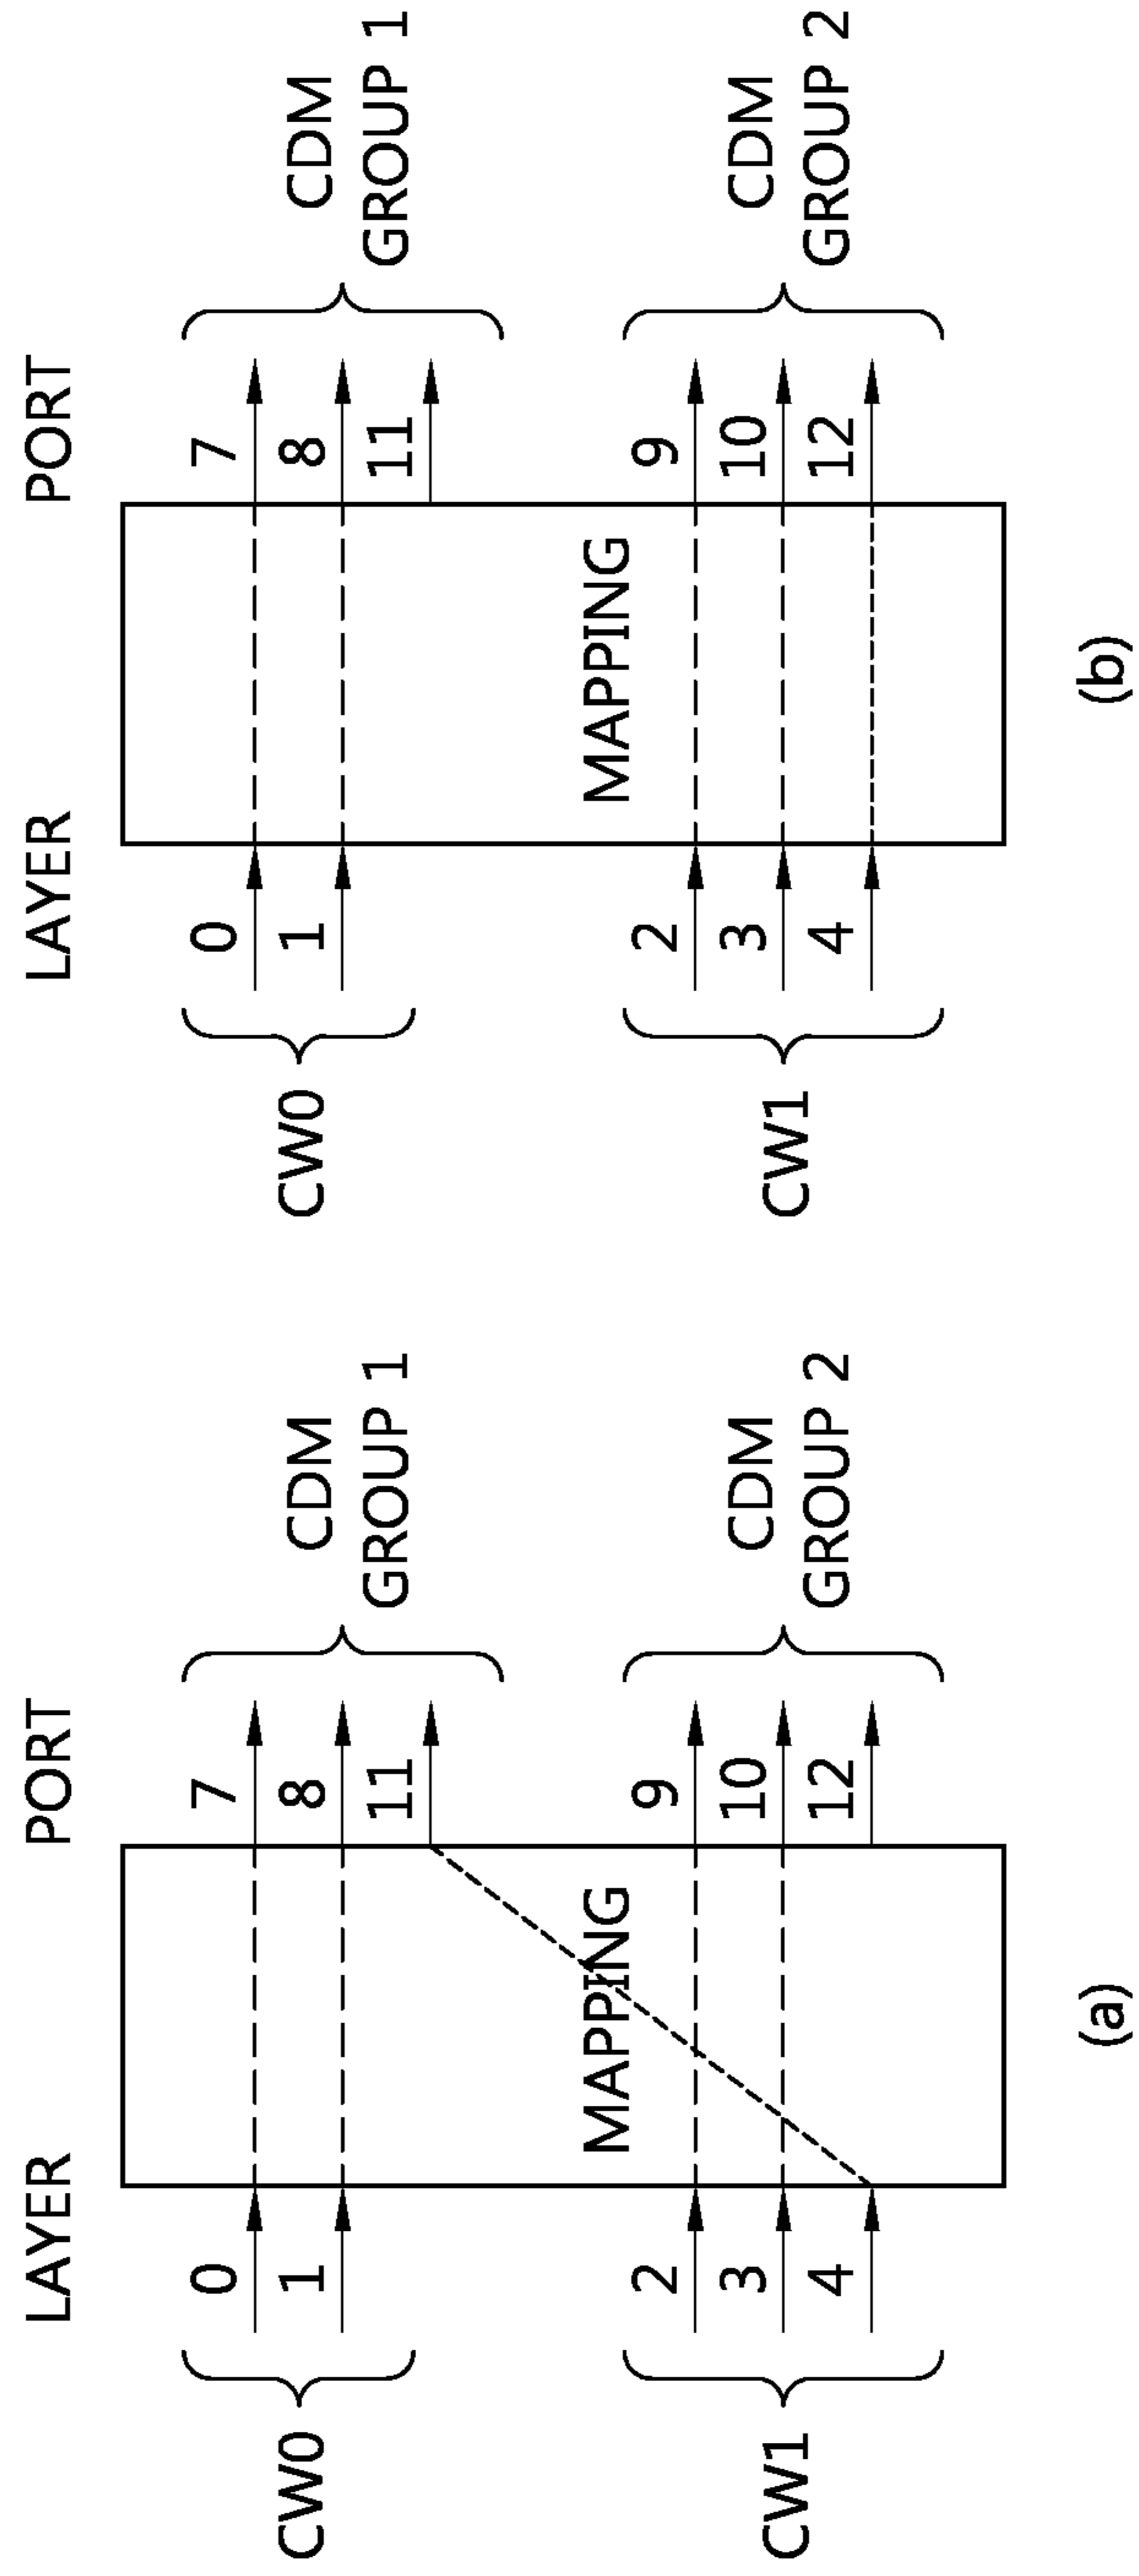 LAYER
PORT
CW0
0
1
7
8
11
CDM
GROUP 1
MAPPING
CW1
2
3
4
9
10
12
CDM
GROUP 2
(a)
LAYER
PORT
CW0
0
1
7
8
11
CDM
GROUP 1
MAPPING
CW1
2
3
4
9
10
12
CDM
GROUP 2
(b)